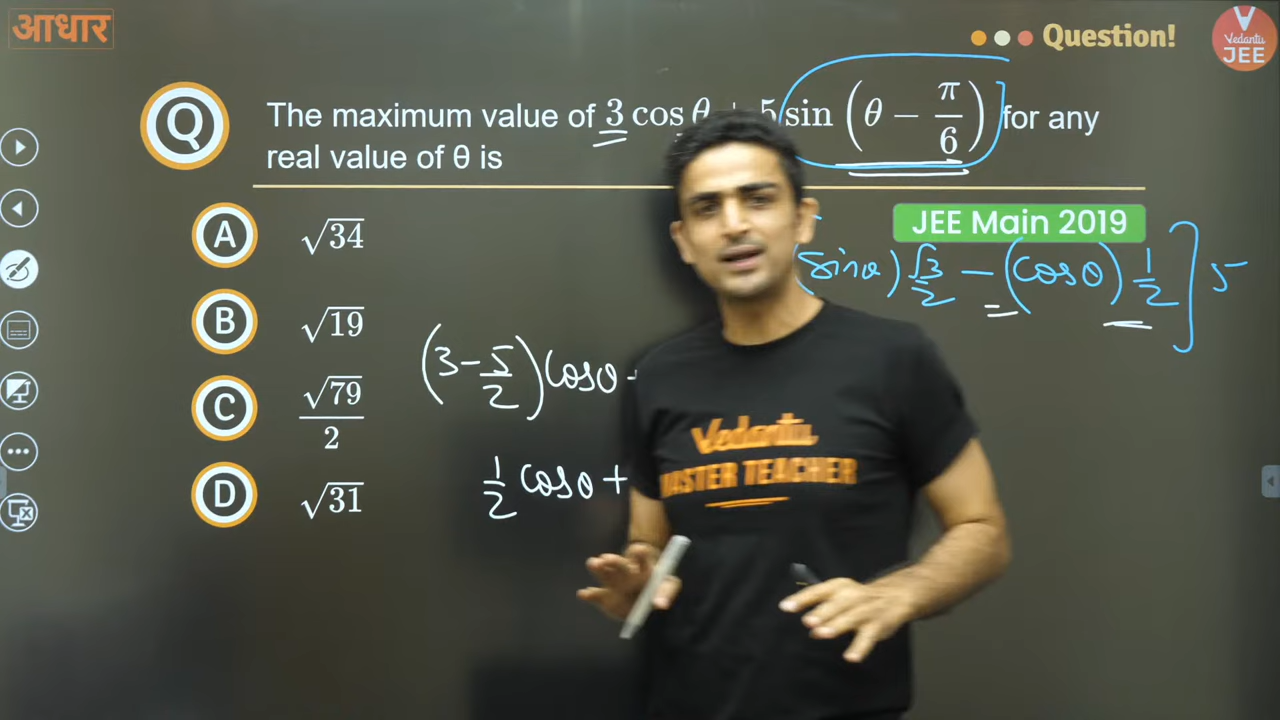 आधार
Question!
Vedantu
JEE
Q
The maximum value of 3 cos θ + 5 sin (θ − π/6) for any
real value of θ is
JEE Main 2019
A √34
B √19
C √79/2
D √31
(sinθ) √3/2 − (cosθ) 1/2 ] 5
(3 − 5/2) cosθ
1/2 cosθ +
Vedantu
MASTER TEACHER